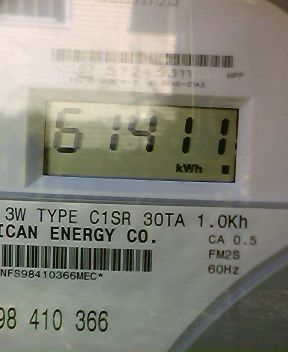 61411
kWh
3W TYPE C1SR 30TA 1.0Kh
ICAN ENERGY CO.
CA 0.5
FM2S
NFS98410366MEC*
60Hz
98 410 366